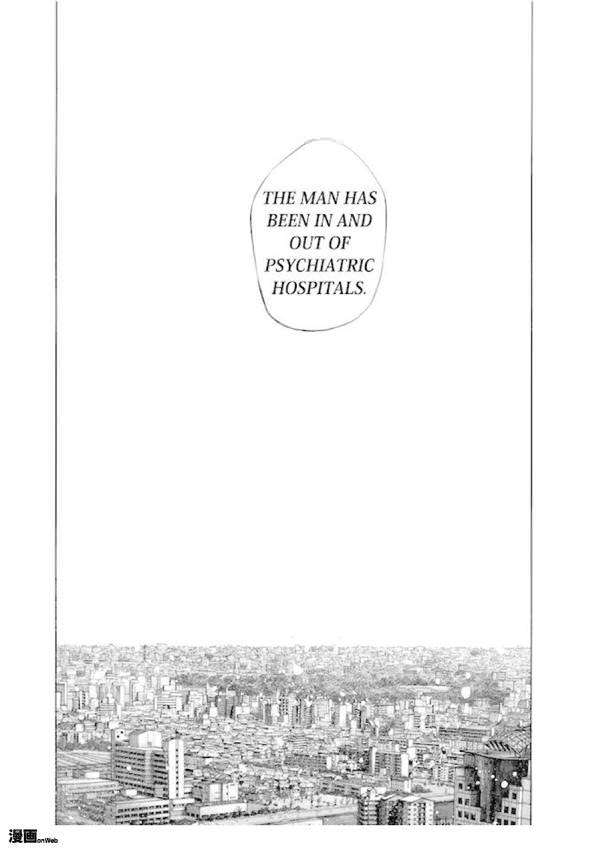 THE MAN HAS
BEEN IN AND
OUT OF
PSYCHIATRIC
HOSPITALS.
漫画onWeb